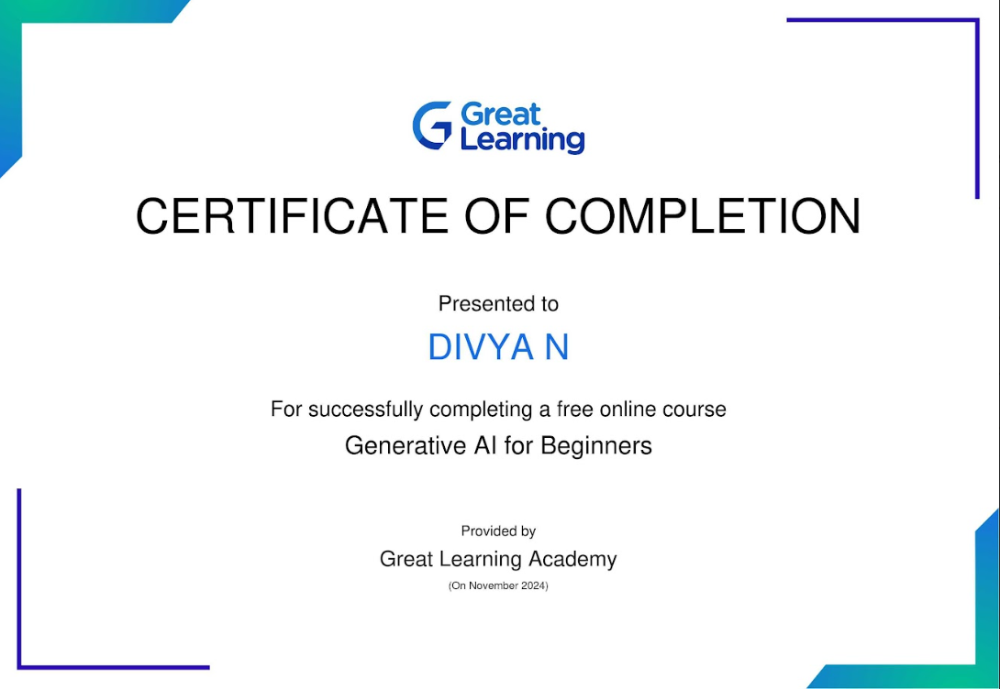 Great
Learning
CERTIFICATE OF COMPLETION
Presented to
DIVYA N
For successfully completing a free online course
Generative AI for Beginners
Provided by
Great Learning Academy
(On November 2024)